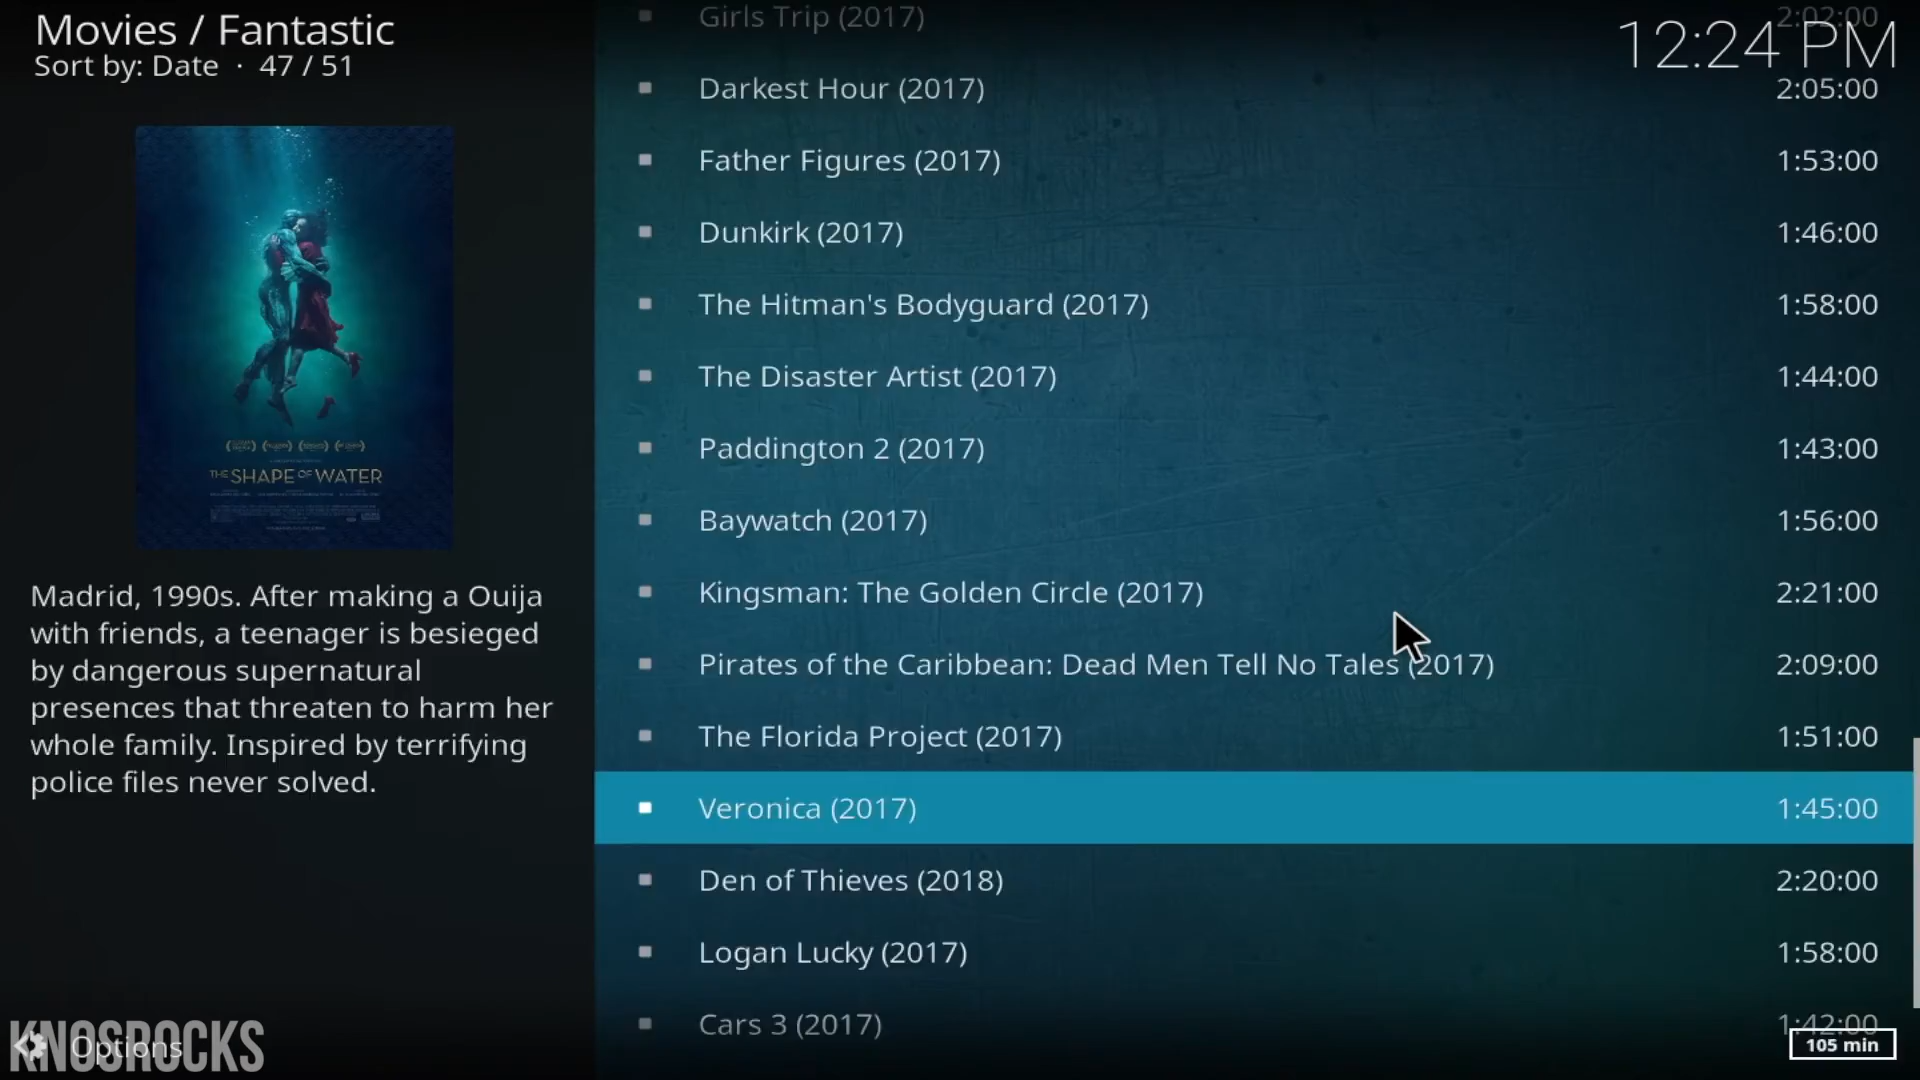 Movies / Fantastic
Sort by: Date · 47 / 51
12:24 PM
THE SHAPE OF WATER
Madrid, 1990s. After making a Ouija
with friends, a teenager is besieged
by dangerous supernatural
presences that threaten to harm her
whole family. Inspired by terrifying
police files never solved.
Girls Trip (2017) 2:02:00
Darkest Hour (2017) 2:05:00
Father Figures (2017) 1:53:00
Dunkirk (2017) 1:46:00
The Hitman's Bodyguard (2017) 1:58:00
The Disaster Artist (2017) 1:44:00
Paddington 2 (2017) 1:43:00
Baywatch (2017) 1:56:00
Kingsman: The Golden Circle (2017) 2:21:00
Pirates of the Caribbean: Dead Men Tell No Tales (2017) 2:09:00
The Florida Project (2017) 1:51:00
Veronica (2017) 1:45:00
Den of Thieves (2018) 2:20:00
Logan Lucky (2017) 1:58:00
Cars 3 (2017) 1:42:00
KNOSROCKS
Options
105 min